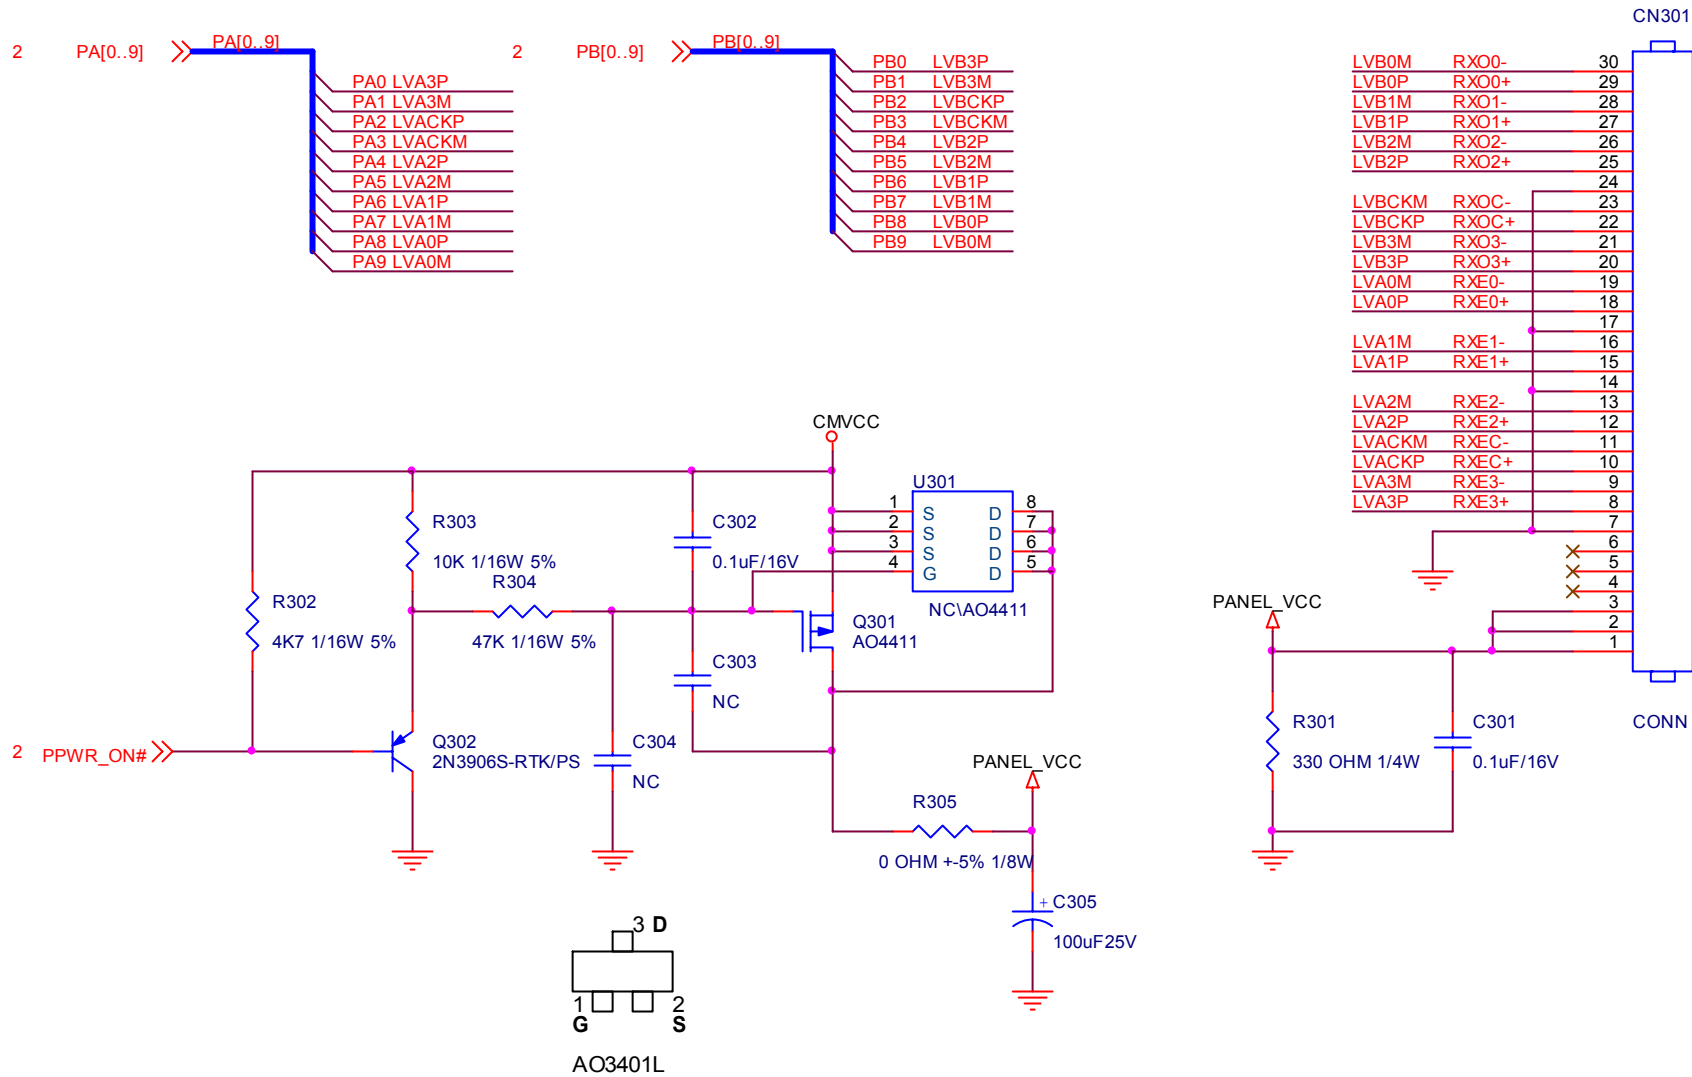 CN301
2 PA[0..9] PA[0..9]
PA0 LVA3P
PA1 LVA3M
PA2 LVACKP
PA3 LVACKM
PA4 LVA2P
PA5 LVA2M
PA6 LVA1P
PA7 LVA1M
PA8 LVA0P
PA9 LVA0M
2 PB[0..9] PB[0..9]
PB0 LVB3P
PB1 LVB3M
PB2 LVBCKP
PB3 LVBCKM
PB4 LVB2P
PB5 LVB2M
PB6 LVB1P
PB7 LVB1M
PB8 LVB0P
PB9 LVB0M
LVB0M RXO0- 30
LVB0P RXO0+ 29
LVB1M RXO1- 28
LVB1P RXO1+ 27
LVB2M RXO2- 26
LVB2P RXO2+ 25
24
LVBCKM RXOC- 23
LVBCKP RXOC+ 22
LVB3M RXO3- 21
LVB3P RXO3+ 20
LVA0M RXE0- 19
LVA0P RXE0+ 18
17
LVA1M RXE1- 16
LVA1P RXE1+ 15
14
LVA2M RXE2- 13
LVA2P RXE2+ 12
LVACKM RXEC- 11
LVACKP RXEC+ 10
LVA3M RXE3- 9
LVA3P RXE3+ 8
7
6
5
4
3
2
1
CONN
CMVCC
U301
1 S D 8
2 S D 7
3 S D 6
4 G D 5
NC\AO4411
R303
10K 1/16W 5%
C302
0.1uF/16V
R304
47K 1/16W 5%
R302
4K7 1/16W 5%
Q301
AO4411
C303
NC
2 PPWR_ON#
Q302
2N3906S-RTK/PS
C304
NC
PANEL_VCC
R305
0 OHM +-5% 1/8W
+ C305
100uF25V
PANEL_VCC
R301
330 OHM 1/4W
C301
0.1uF/16V
3 D
1 2
G S
AO3401L